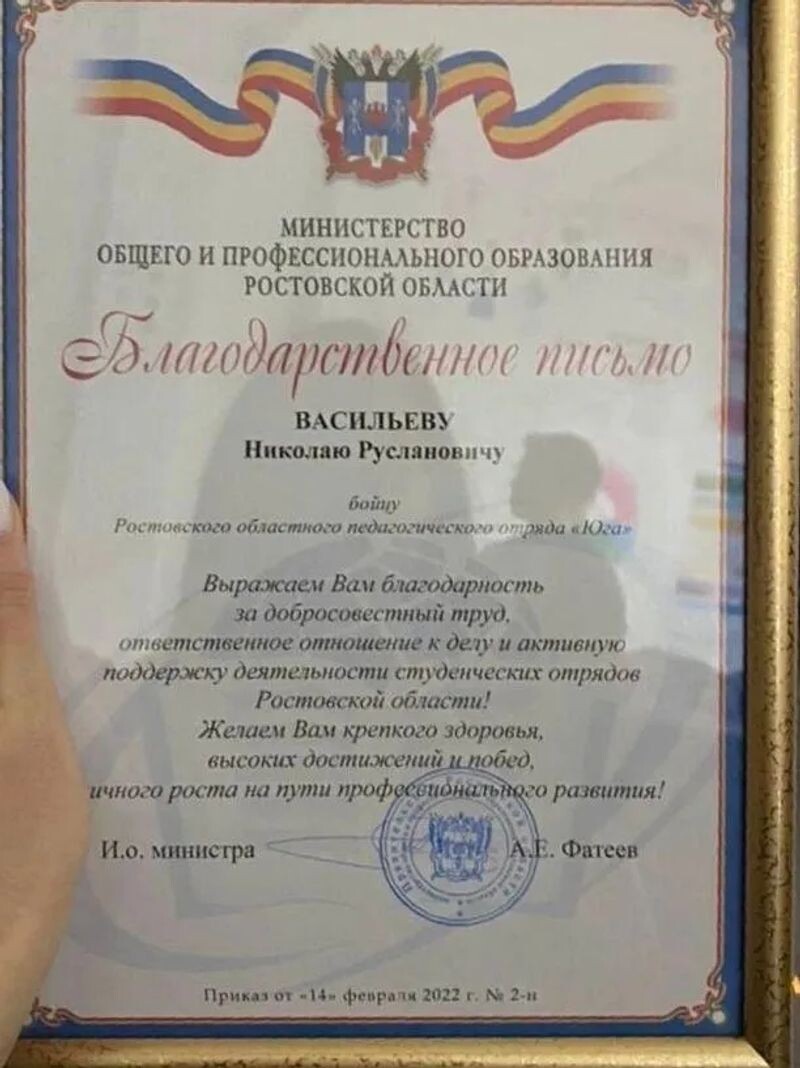 МИНИСТЕРСТВО
ОБЩЕГО И ПРОФЕССИОНАЛЬНОГО ОБРАЗОВАНИЯ
РОСТОВСКОЙ ОБЛАСТИ
Благодарственное письмо
ВАСИЛЬЕВУ
Николаю Руслановичу
бойцу
Ростовского областного педагогического отряда «Юга»
Выражаем Вам благодарность
за добросовестный труд,
ответственное отношение к делу и активную
поддержку деятельности студенческих отрядов
Ростовской области!
Желаем Вам крепкого здоровья,
высоких достижений и побед,
ичного роста на пути профессионального развития!
И.о. министра А.Е. Фатеев
Приказ от «14» февраля 2022 г. № 2-н